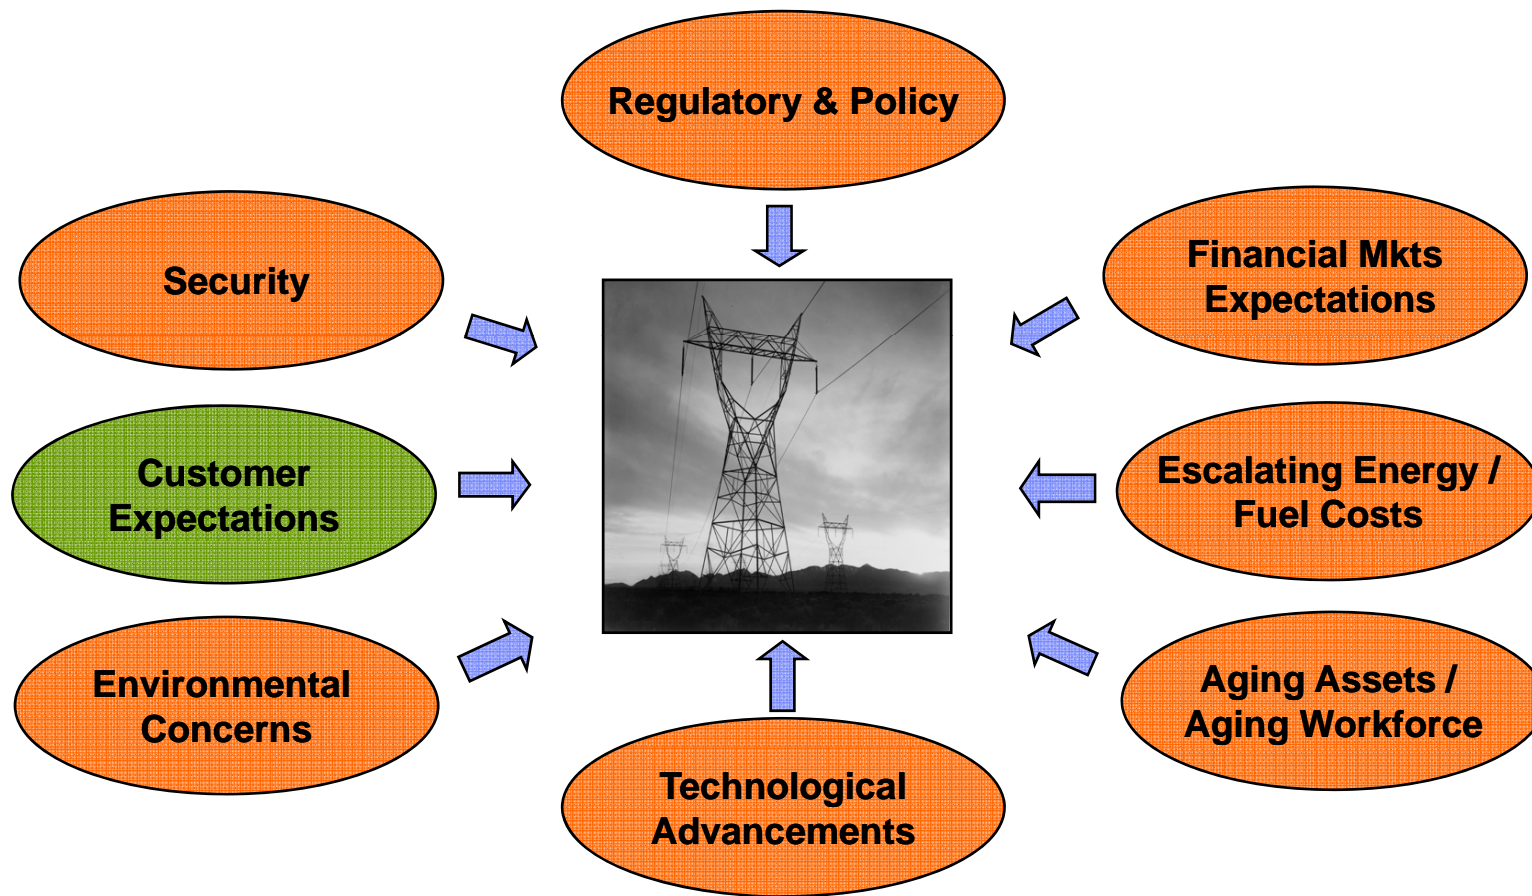 Regulatory & Policy
Security
Financial Mkts
Expectations
Customer
Expectations
Escalating Energy /
Fuel Costs
Environmental
Concerns
Aging Assets /
Aging Workforce
Technological
Advancements